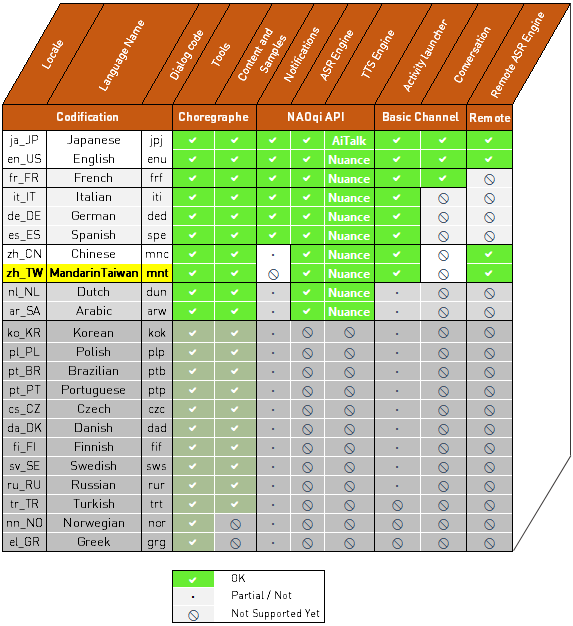 Locale
Language Name
Dialog code
Tools
Content and Samples
Notifications
ASR Engine
TTS Engine
Activity launcher
Conversation
Remote ASR Engine
Codification Choregraphe NAOqi API Basic Channel Remote
ja_JP Japanese jpj AiTalk
en_US English enu Nuance
fr_FR French frf Nuance
it_IT Italian iti Nuance
de_DE German ded Nuance
es_ES Spanish spe Nuance
zh_CN Chinese mnc Nuance
zh_TW MandarinTaiwan mnt Nuance
nl_NL Dutch dun Nuance
ar_SA Arabic arw Nuance
ko_KR Korean kok
pl_PL Polish plp
pt_BR Brazilian ptb
pt_PT Portuguese ptp
cs_CZ Czech czc
da_DK Danish dad
fi_FI Finnish fif
sv_SE Swedish sws
ru_RU Russian rur
tr_TR Turkish trt
nn_NO Norwegian nor
el_GR Greek grg
OK
Partial / Not
Not Supported Yet